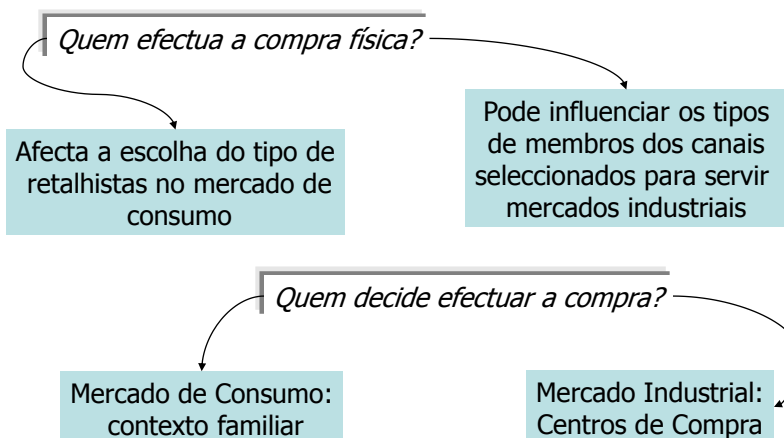 Quem efectua a compra física?
Afecta a escolha do tipo de
retalhistas no mercado de
consumo
Pode influenciar os tipos
de membros dos canais
seleccionados para servir
mercados industriais
Quem decide efectuar a compra?
Mercado de Consumo:
contexto familiar
Mercado Industrial:
Centros de Compra